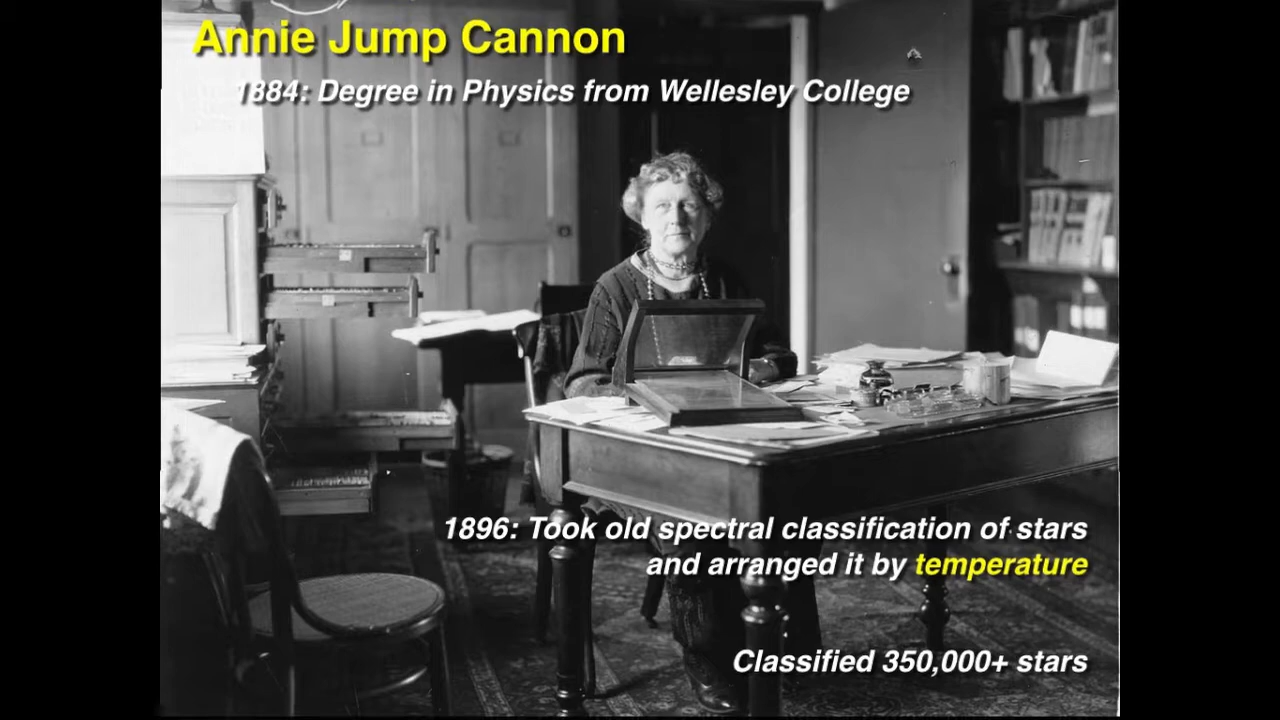 Annie Jump Cannon
1884: Degree in Physics from Wellesley College
1896: Took old spectral classification of stars
and arranged it by temperature
Classified 350,000+ stars